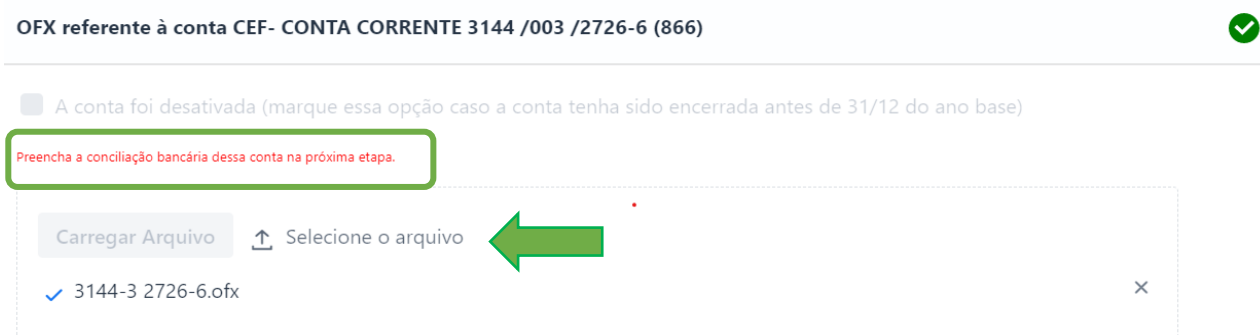 OFX referente à conta CEF- CONTA CORRENTE 3144 /003 /2726-6 (866)
A conta foi desativada (marque essa opção caso a conta tenha sido encerrada antes de 31/12 do ano base)
Preencha a conciliação bancária dessa conta na próxima etapa.
Carregar Arquivo Selecione o arquivo
3144-3 2726-6.ofx